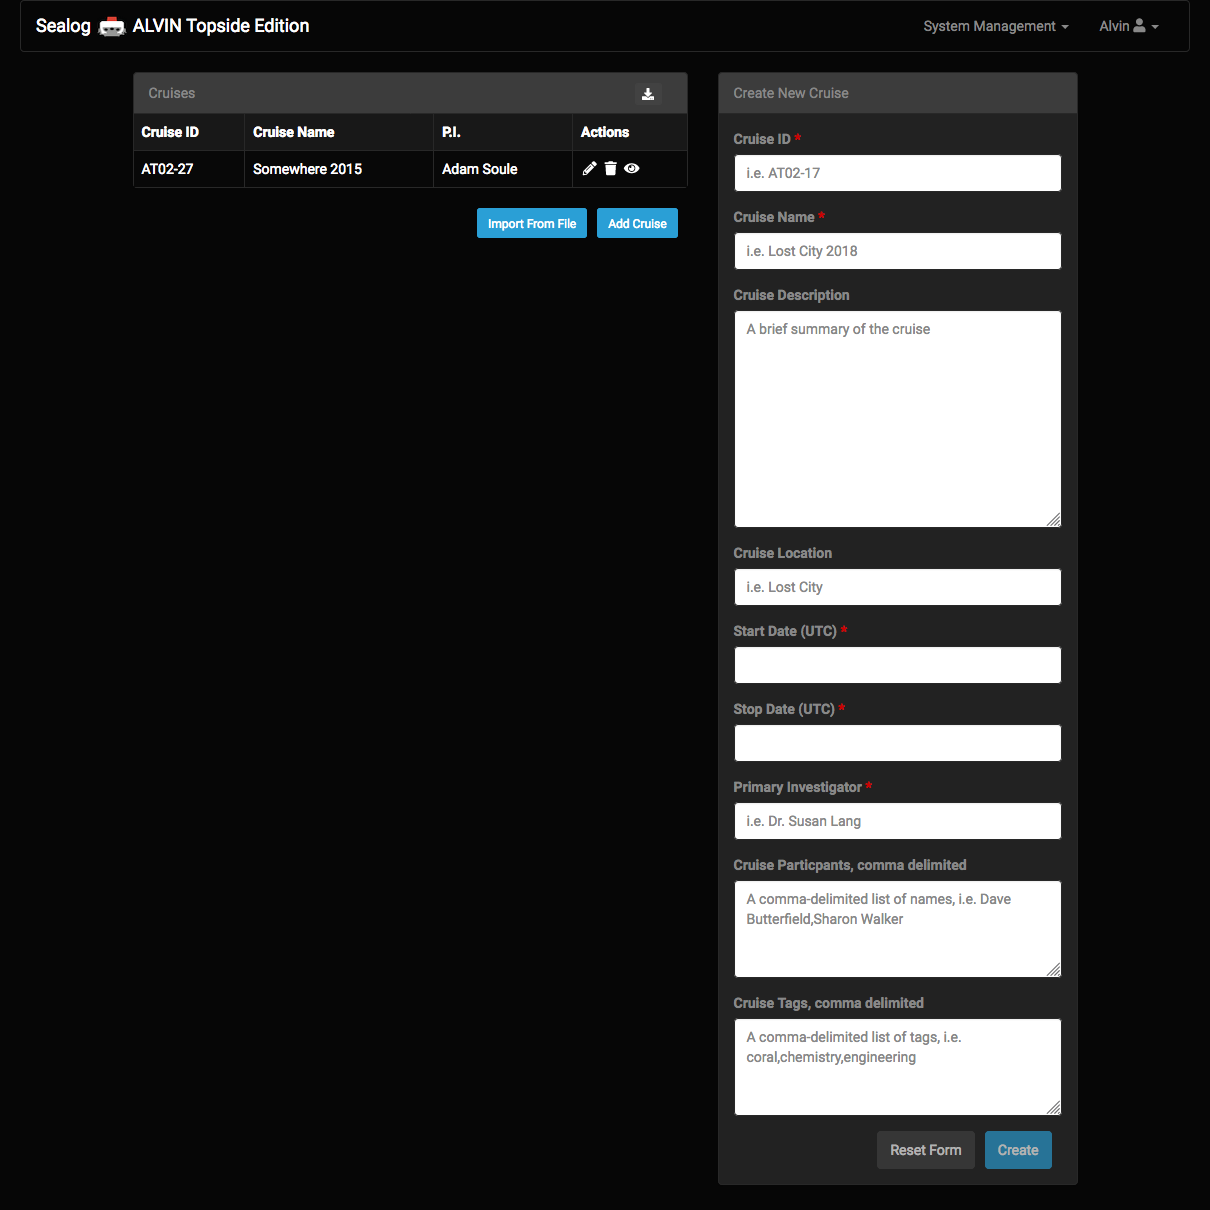 Sealog ALVIN Topside Edition
System Management
Alvin
Cruises
Cruise ID Cruise Name P.I. Actions
AT02-27 Somewhere 2015 Adam Soule
Import From File Add Cruise
Create New Cruise
Cruise ID *
i.e. AT02-17
Cruise Name *
i.e. Lost City 2018
Cruise Description
A brief summary of the cruise
Cruise Location
i.e. Lost City
Start Date (UTC) *
Stop Date (UTC) *
Primary Investigator *
i.e. Dr. Susan Lang
Cruise Particpants, comma delimited
A comma-delimited list of names, i.e. Dave
Butterfield,Sharon Walker
Cruise Tags, comma delimited
A comma-delimited list of tags, i.e.
coral,chemistry,engineering
Reset Form Create